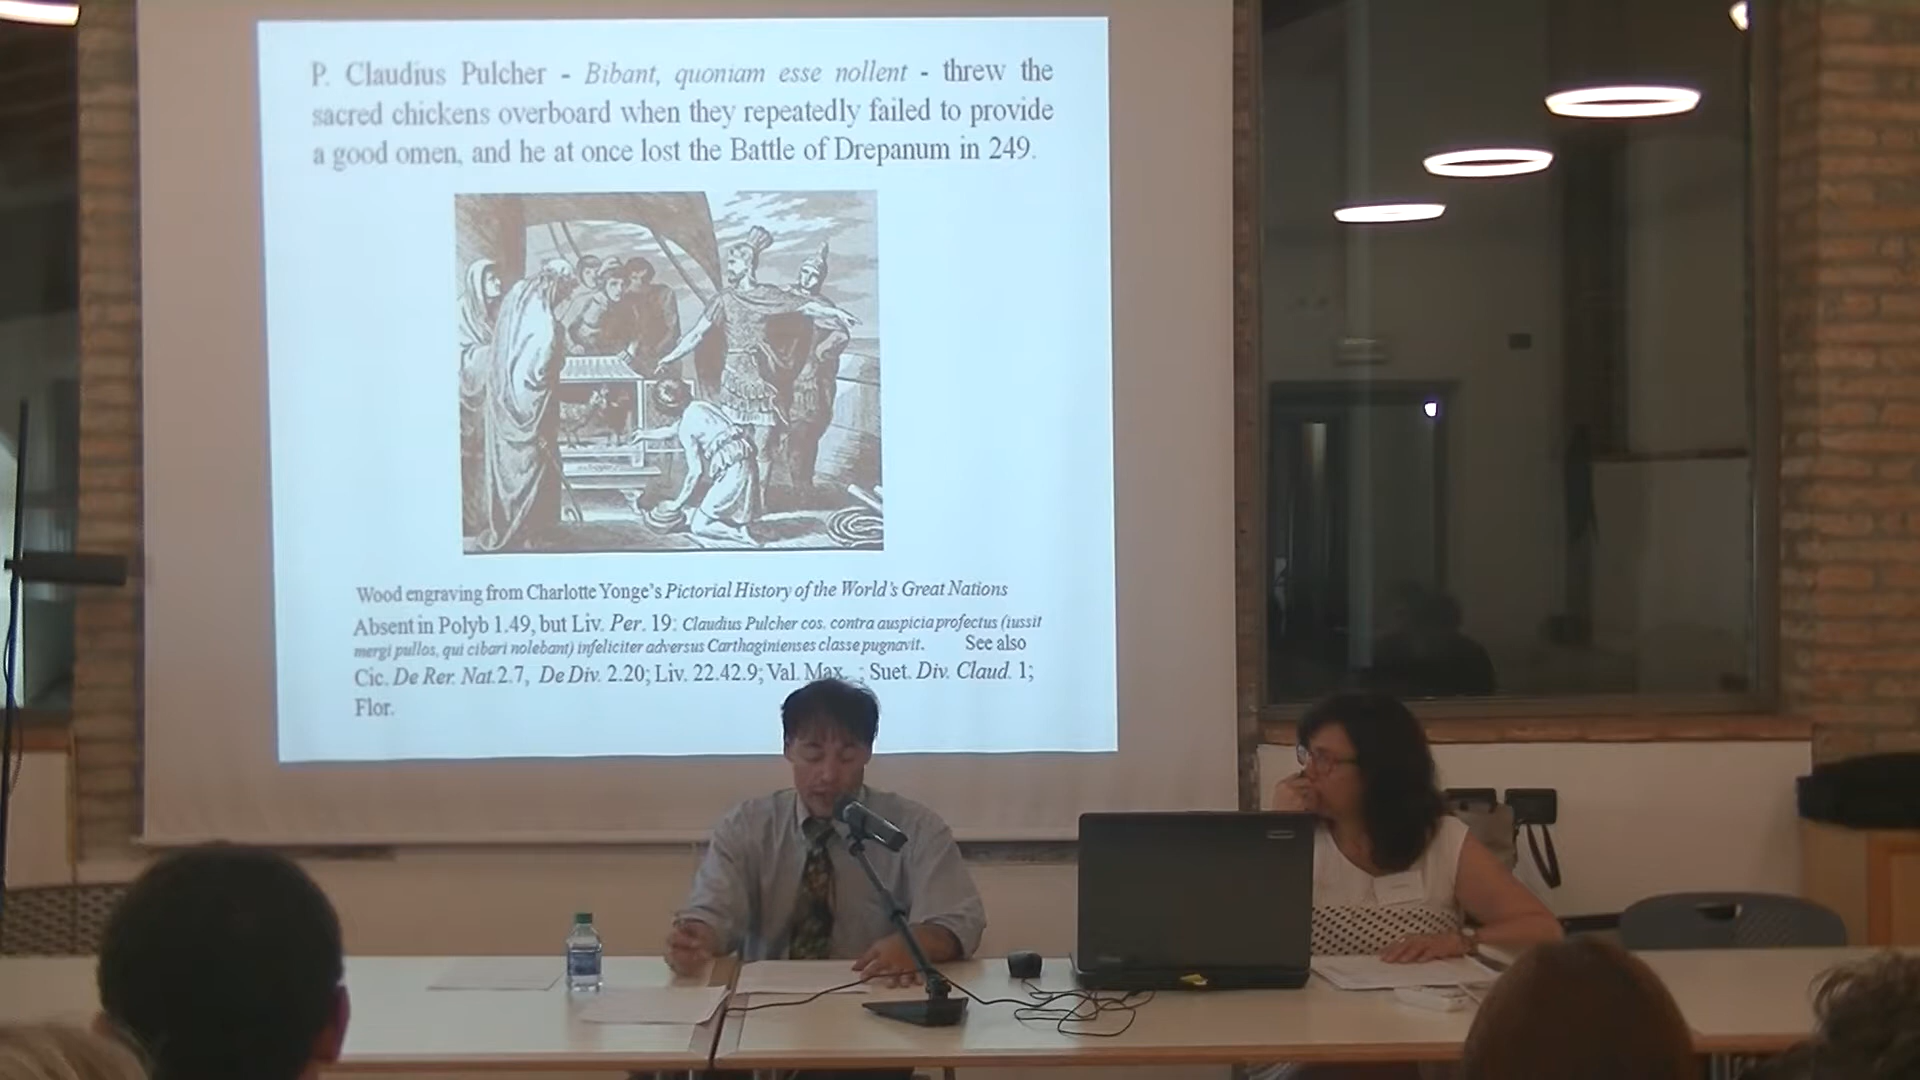 P. Claudius Pulcher - Bibant, quoniam esse nollent - threw the
sacred chickens overboard when they repeatedly failed to provide
a good omen, and he at once lost the Battle of Drepanum in 249.
Wood engraving from Charlotte Yonge's Pictorial History of the World's Great Nations
Absent in Polyb 1.49, but Liv. Per. 19: Claudius Pulcher cos. contra auspicia profectus (iussit
mergi pullos, qui cibari nolebant) infeliciter adversus Carthaginienses classe pugnavit. See also
Cic. De Rer. Nat. 2.7, De Div. 2.20; Liv. 22.42.9; Val. Max. ; Suet. Div. Claud. 1;
Flor.